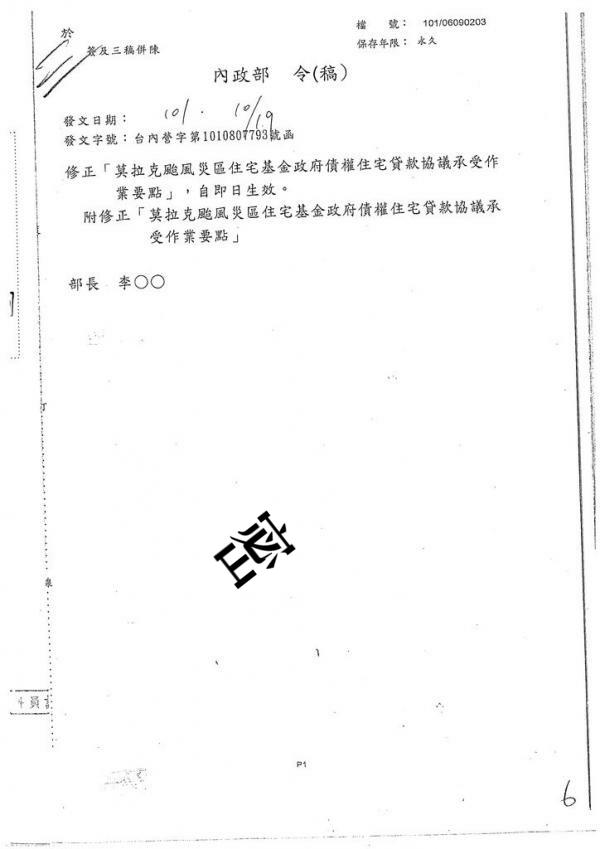 檔 號： 101/06090203
保存年限： 永久
於
簽及三稿併陳
內政部 令(稿)
發文日期： 101. 10/19
發文字號：台內營字第1010807793號函
修正「莫拉克颱風災區住宅基金政府債權住宅貸款協議承受作
業要點」，自即日生效。
附修正「莫拉克颱風災區住宅基金政府債權住宅貸款協議承
受作業要點」
部長 李○○
密
P1
6